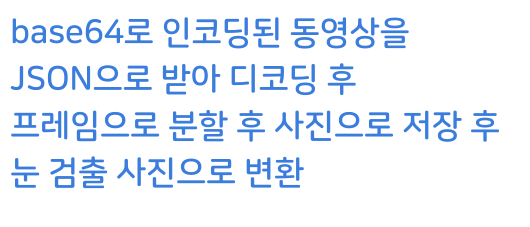 base64로 인코딩된 동영상을
JSON으로 받아 디코딩 후
프레임으로 분할 후 사진으로 저장 후
눈 검출 사진으로 변환